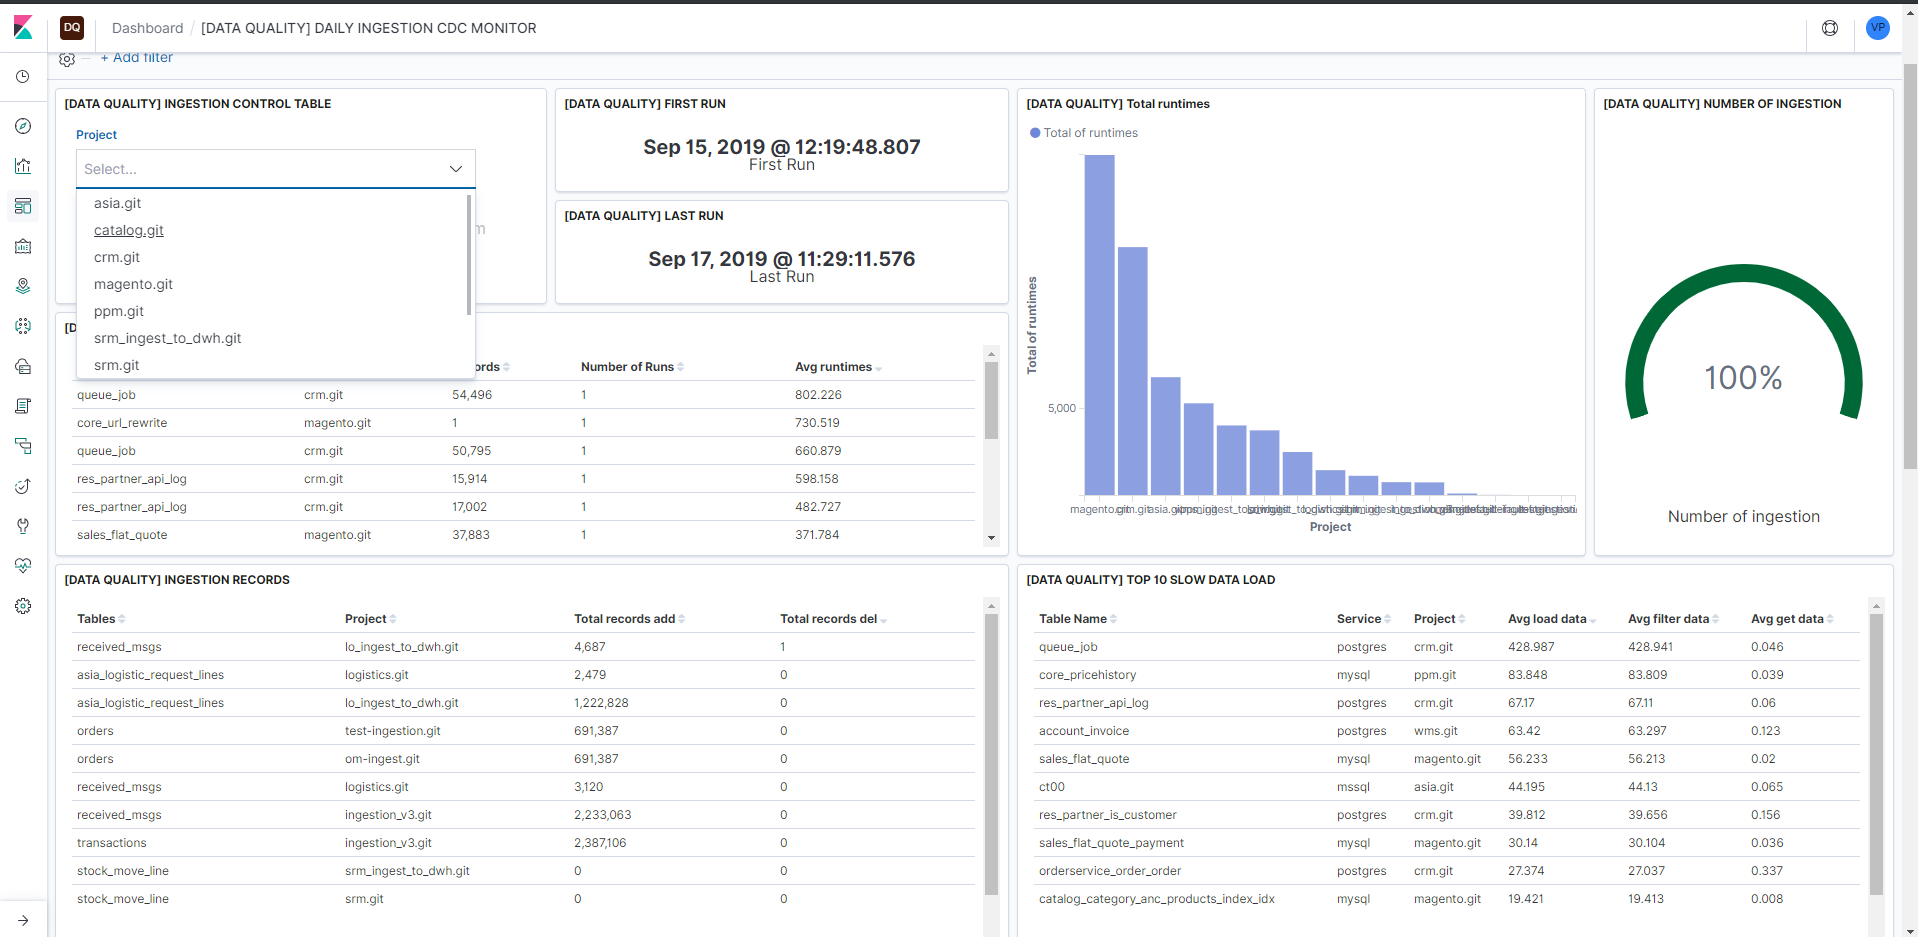 DQ Dashboard / [DATA QUALITY] DAILY INGESTION CDC MONITOR VP
+ Add filter
[DATA QUALITY] INGESTION CONTROL TABLE
Project
Select...
asia.git
catalog.git
crm.git
magento.git
ppm.git
srm_ingest_to_dwh.git
srm.git
[DATA QUALITY] FIRST RUN
Sep 15, 2019 @ 12:19:48.807
First Run
[DATA QUALITY] LAST RUN
Sep 17, 2019 @ 11:29:11.576
Last Run
[DATA QUALITY] Total runtimes
Total of runtimes
Total of runtimes
5,000
magento.git crm.git asia.git
Project
[DATA QUALITY] NUMBER OF INGESTION
100%
Number of ingestion
Number of Runs Avg runtimes
queue_job crm.git 54,496 1 802.226
core_url_rewrite magento.git 1 1 730.519
queue_job crm.git 50,795 1 660.879
res_partner_api_log crm.git 15,914 1 598.158
res_partner_api_log crm.git 17,002 1 482.727
sales_flat_quote magento.git 37,883 1 371.784
[DATA QUALITY] INGESTION RECORDS
Tables Project Total records add Total records del
received_msgs lo_ingest_to_dwh.git 4,687 1
asia_logistic_request_lines logistics.git 2,479 0
asia_logistic_request_lines lo_ingest_to_dwh.git 1,222,828 0
orders test-ingestion.git 691,387 0
orders om-ingest.git 691,387 0
received_msgs logistics.git 3,120 0
received_msgs ingestion_v3.git 2,233,063 0
transactions ingestion_v3.git 2,387,106 0
stock_move_line srm_ingest_to_dwh.git 0 0
stock_move_line srm.git 0 0
[DATA QUALITY] TOP 10 SLOW DATA LOAD
Table Name Service Project Avg load data Avg filter data Avg get data
queue_job postgres crm.git 428.987 428.941 0.046
core_pricehistory mysql ppm.git 83.848 83.809 0.039
res_partner_api_log postgres crm.git 67.17 67.11 0.06
account_invoice postgres wms.git 63.42 63.297 0.123
sales_flat_quote mysql magento.git 56.233 56.213 0.02
ct00 mssql asia.git 44.195 44.13 0.065
res_partner_is_customer postgres crm.git 39.812 39.656 0.156
sales_flat_quote_payment mysql magento.git 30.14 30.104 0.036
orderservice_order_order postgres crm.git 27.374 27.037 0.337
catalog_category_anc_products_index_idx mysql magento.git 19.421 19.413 0.008